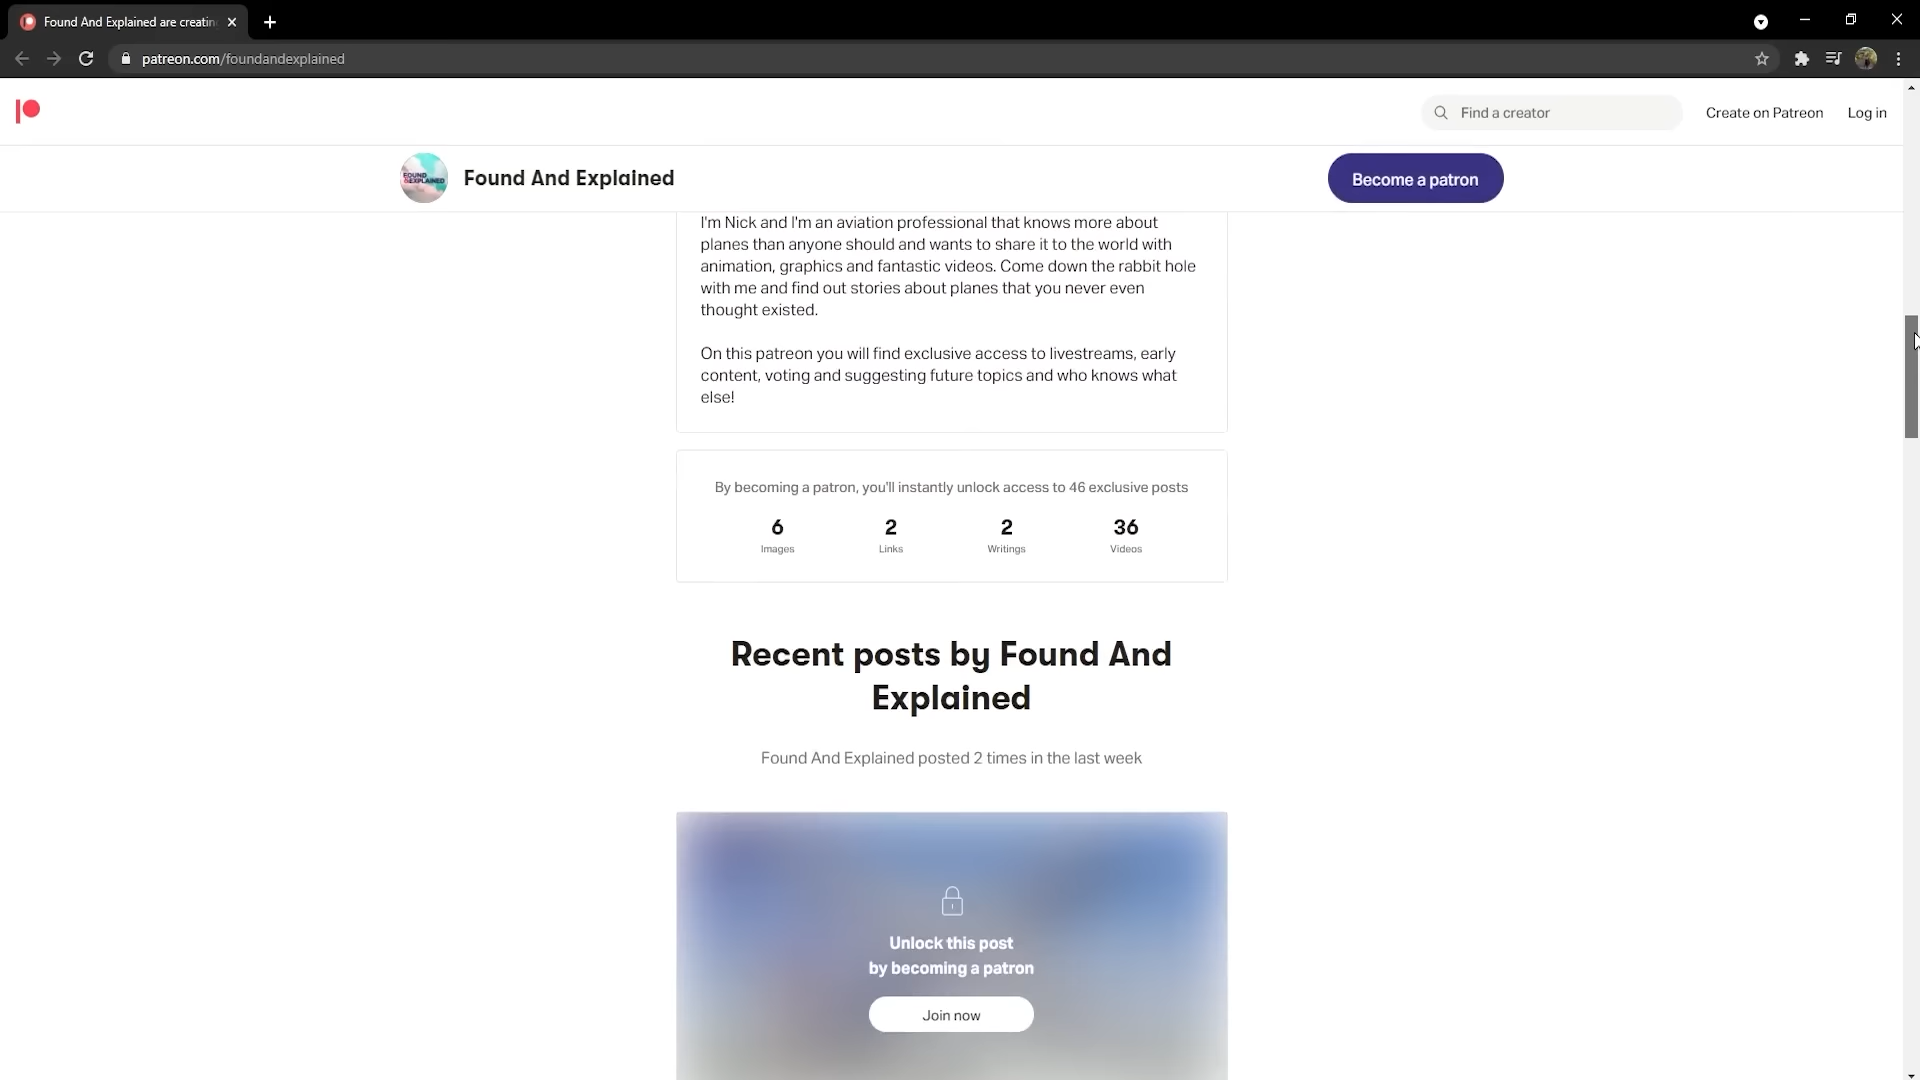 Found And Explained are creatin
patreon.com/foundandexplained
Find a creator
Create on Patreon
Log in
FOUND
&EXPLAINED
Found And Explained
Become a patron
I'm Nick and I'm an aviation professional that knows more about
planes than anyone should and wants to share it to the world with
animation, graphics and fantastic videos. Come down the rabbit hole
with me and find out stories about planes that you never even
thought existed.
On this patreon you will find exclusive access to livestreams, early
content, voting and suggesting future topics and who knows what
else!
By becoming a patron, you'll instantly unlock access to 46 exclusive posts
6 2 2 36
Images Links Writings Videos
Recent posts by Found And
Explained
Found And Explained posted 2 times in the last week
Unlock this post
by becoming a patron
Join now